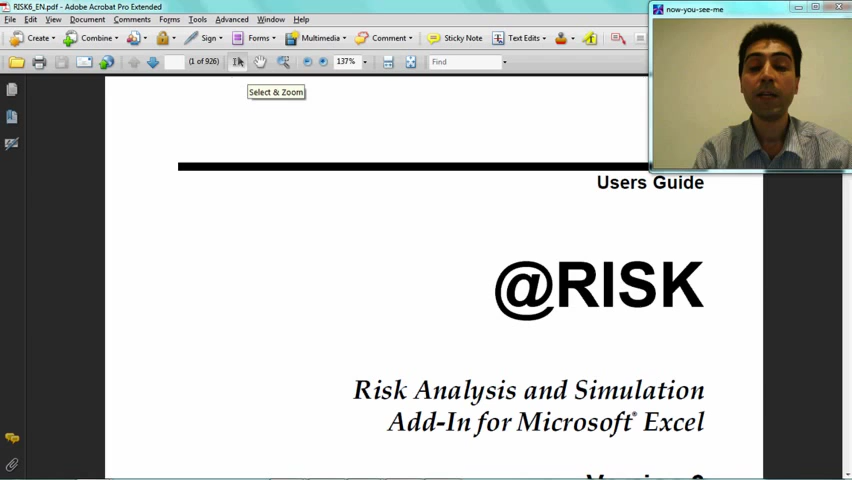 RISK6_EN.pdf - Adobe Acrobat Pro Extended
now-you-see-me
File Edit View Document Comments Forms Tools Advanced Window Help
Create Combine Sign Forms Multimedia Comment Sticky Note Text Edits
(1 of 926) 137% Find
Select & Zoom
Users Guide
@RISK
Risk Analysis and Simulation
Add-In for Microsoft® Excel